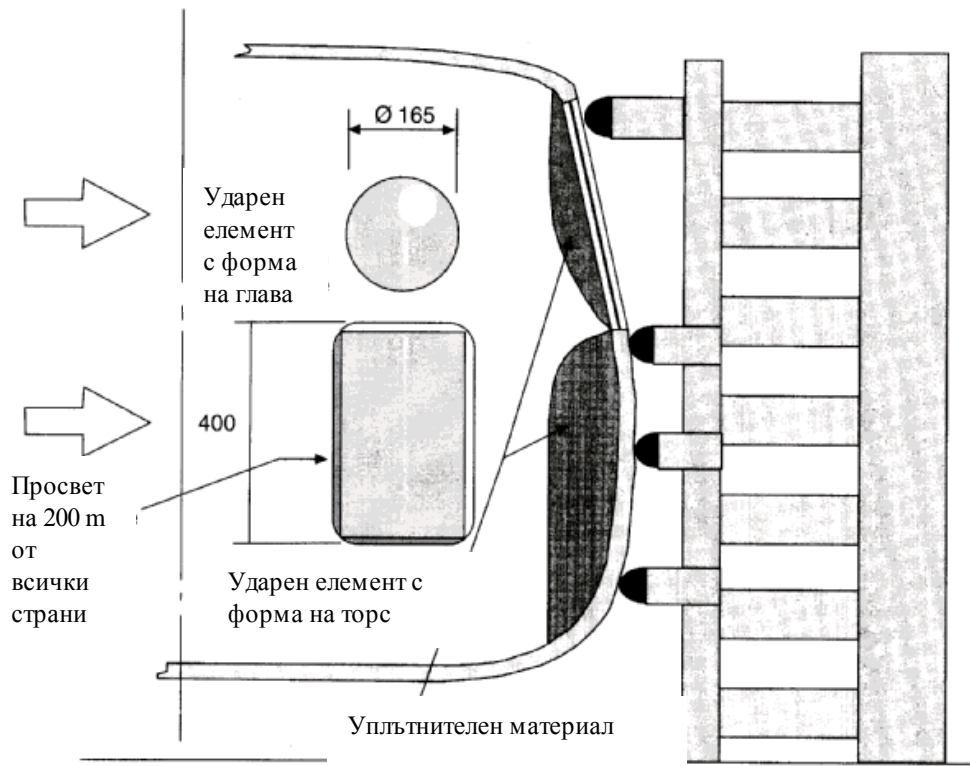 Ø 165
Ударен
елемент
с форма
на глава
400
Просвет
на 200 m
от
всички
страни
Ударен елемент с
форма на торс
Уплътнителен материал